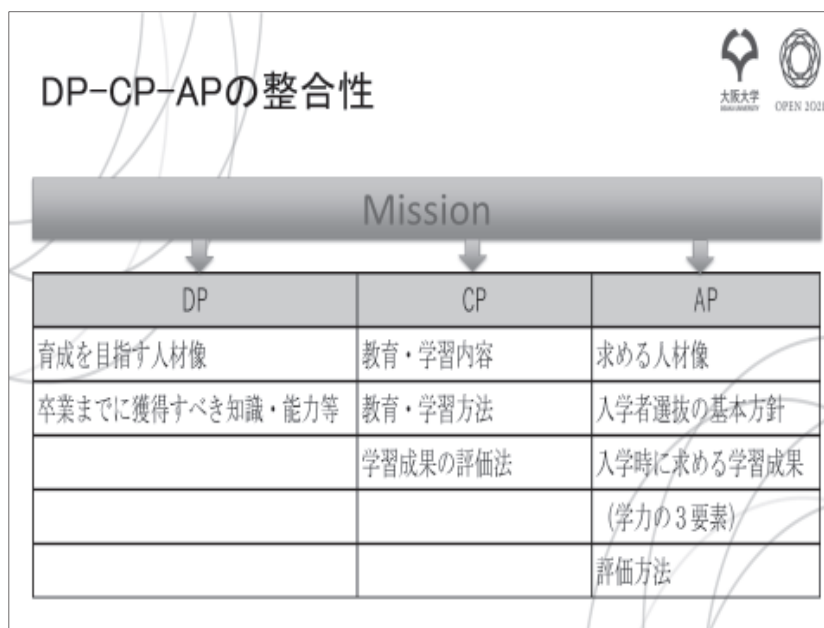 DP-CP-APの整合性
大阪大学
OSAKA UNIVERSITY
OPEN 2021
Mission
DP
CP
AP
育成を目指す人材像
教育・学習内容
求める人材像
卒業までに獲得すべき知識・能力等
教育・学習方法
入学者選抜の基本方針
学習成果の評価法
入学時に求める学習成果
（学力の３要素）
評価方法